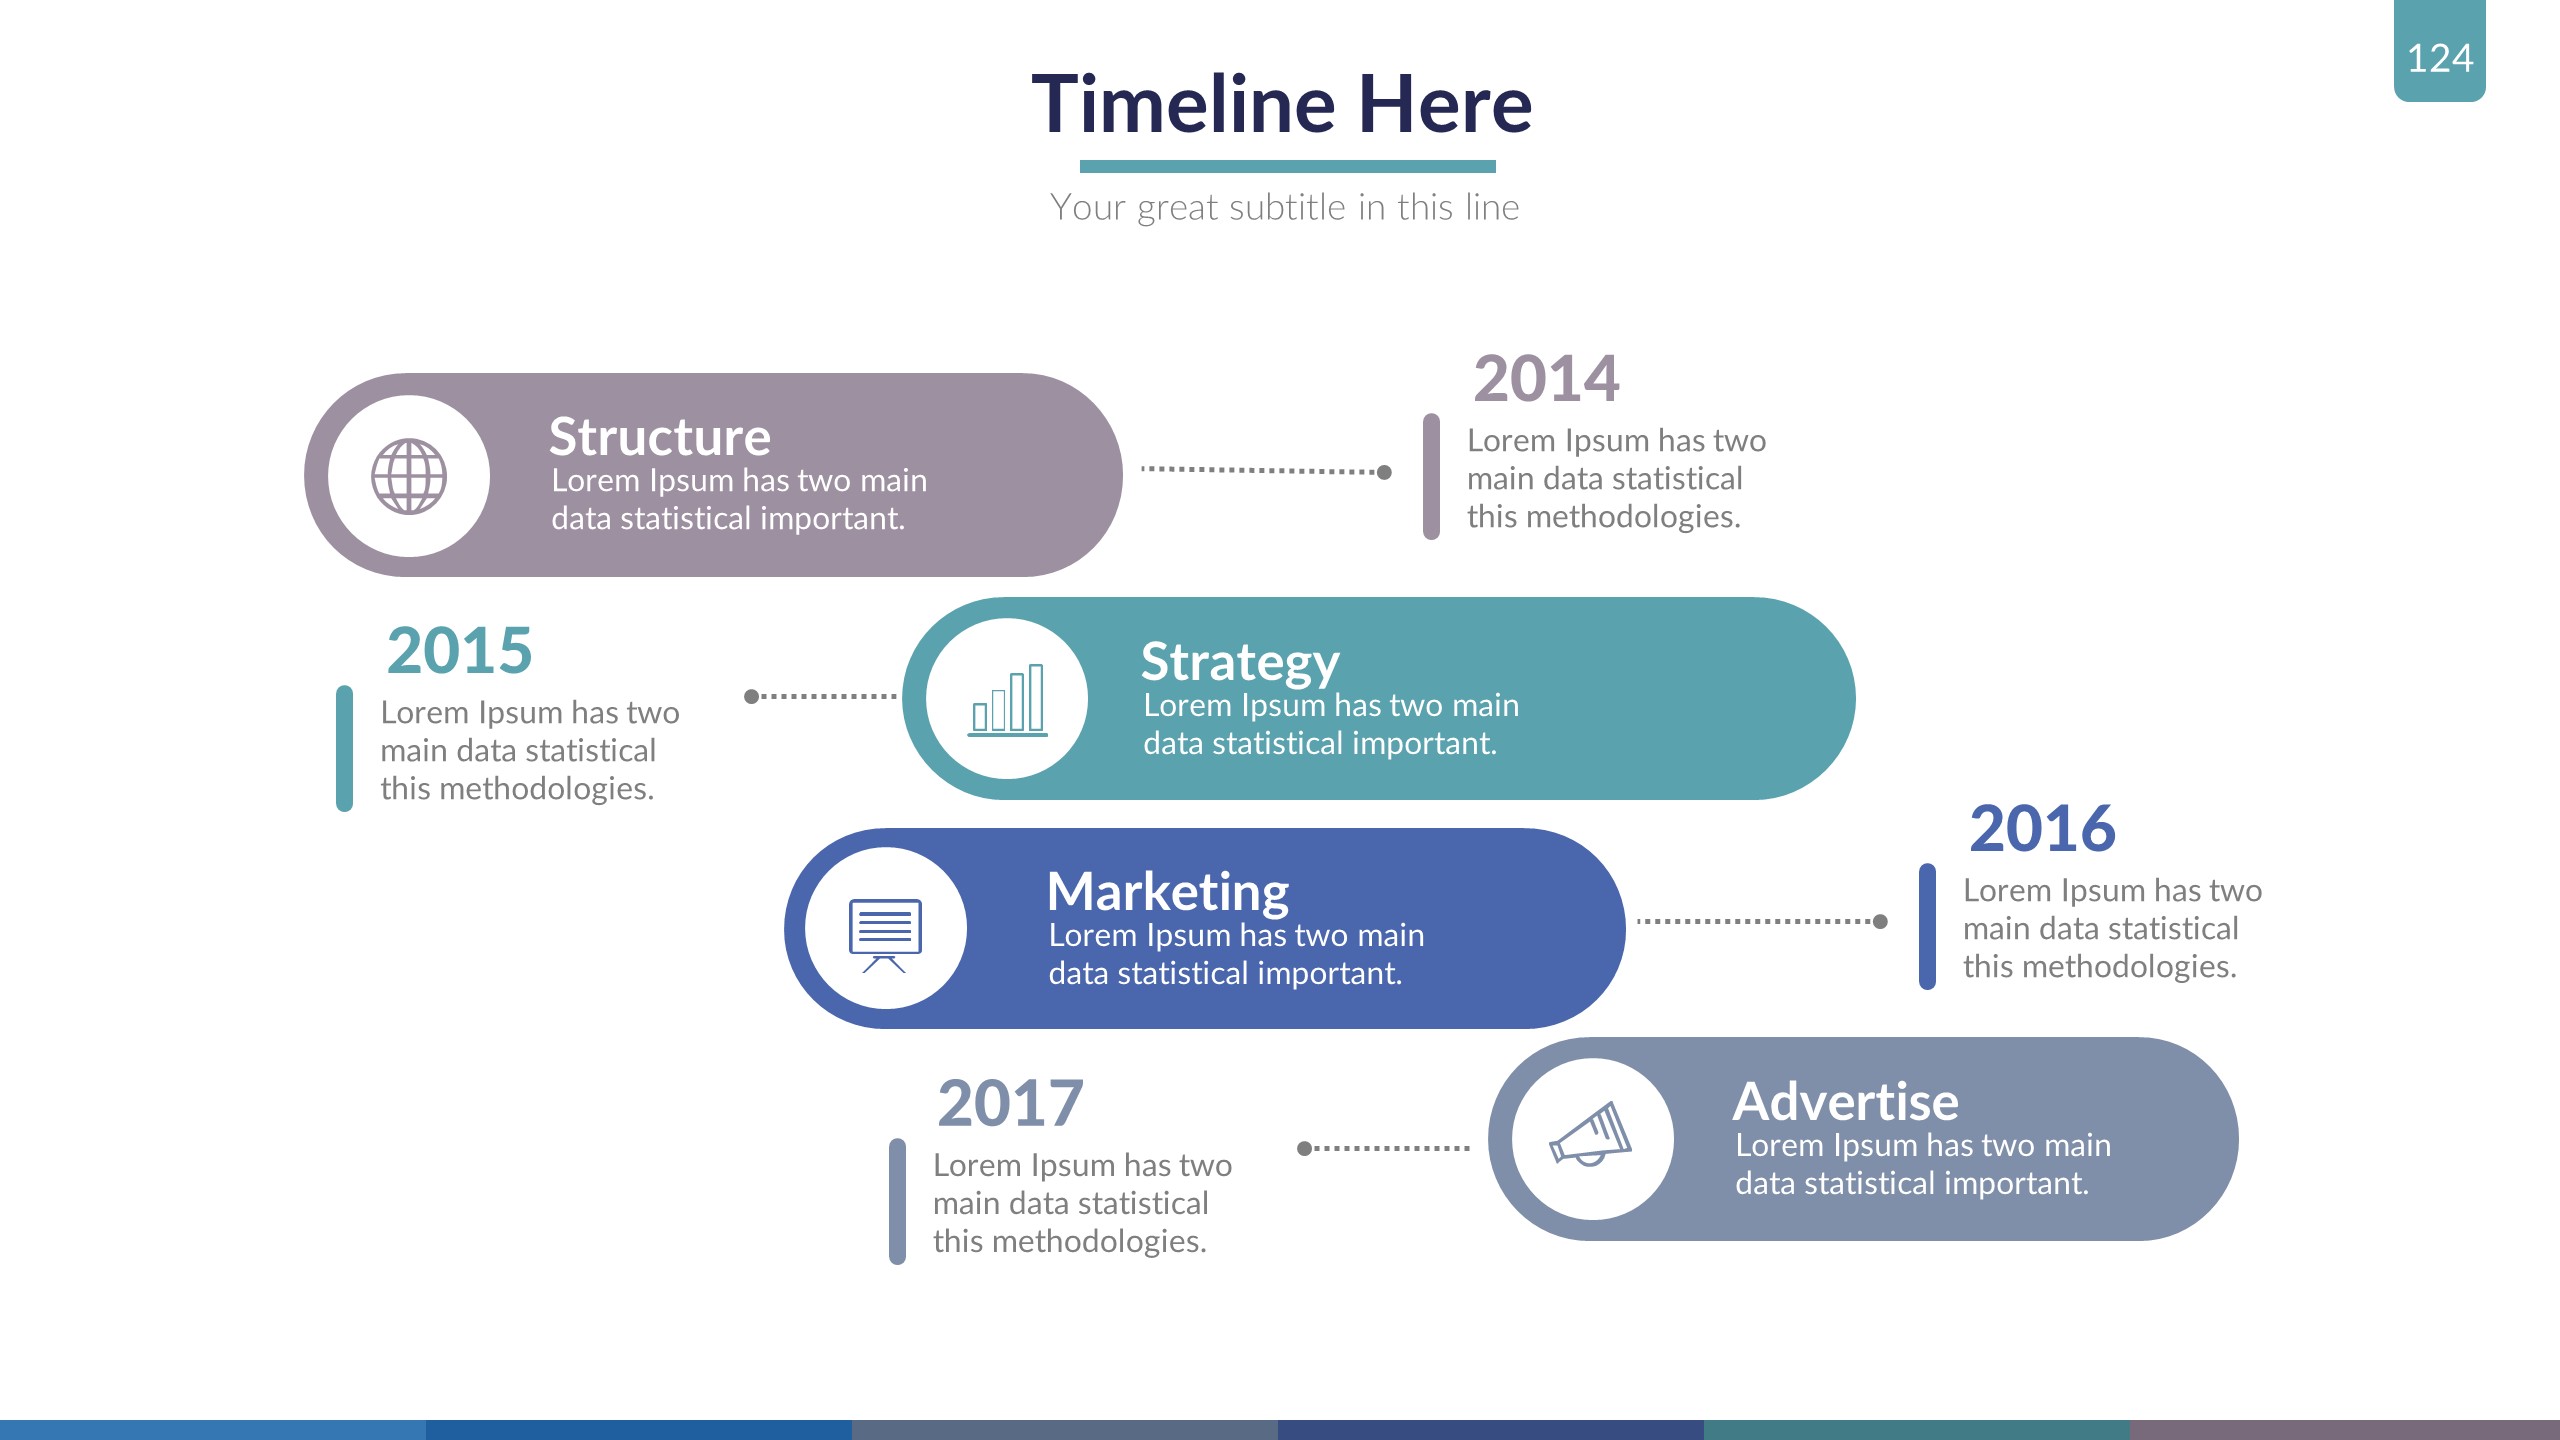 124
Timeline Here
Your great subtitle in this line
Structure
Lorem Ipsum has two main
data statistical important.
2014
Lorem Ipsum has two
main data statistical
this methodologies.
2015
Lorem Ipsum has two
main data statistical
this methodologies.
Strategy
Lorem Ipsum has two main
data statistical important.
Marketing
Lorem Ipsum has two main
data statistical important.
2016
Lorem Ipsum has two
main data statistical
this methodologies.
2017
Lorem Ipsum has two
main data statistical
this methodologies.
Advertise
Lorem Ipsum has two main
data statistical important.